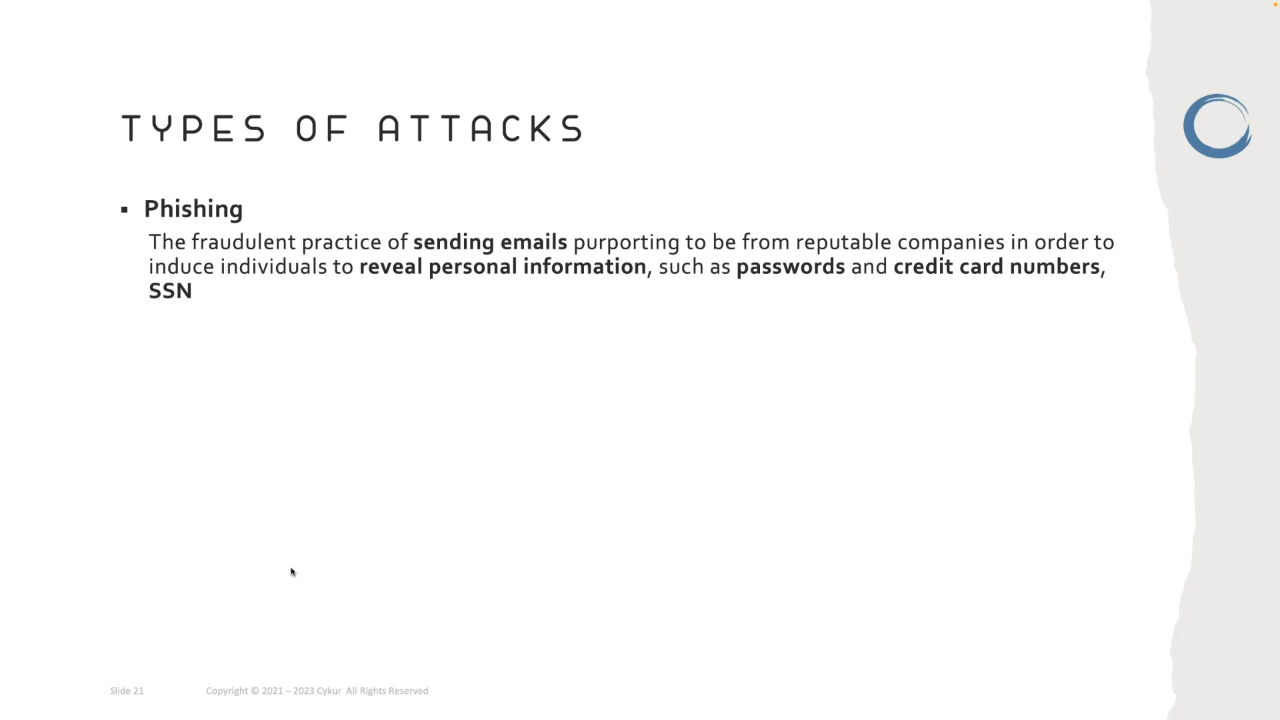 TYPES OF ATTACKS
▪ Phishing
The fraudulent practice of sending emails purporting to be from reputable companies in order to
induce individuals to reveal personal information, such as passwords and credit card numbers,
SSN
Slide 21 Copyright © 2021 – 2023 Cykur All Rights Reserved